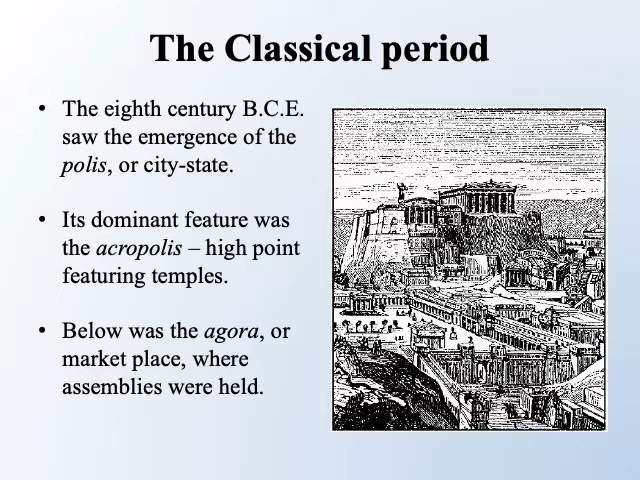 The Classical period
• The eighth century B.C.E.
saw the emergence of the
polis, or city-state.
• Its dominant feature was
the acropolis – high point
featuring temples.
• Below was the agora, or
market place, where
assemblies were held.